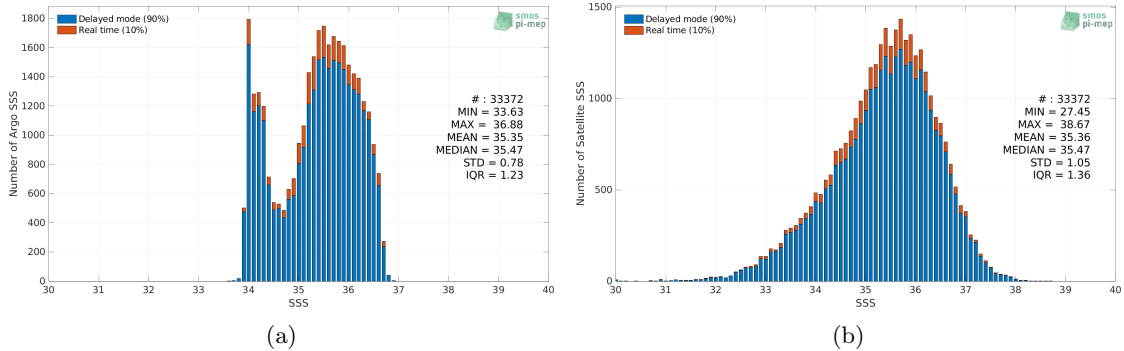 Delayed mode (90%)
Real time (10%)
smos
pi-mep
Number of Argo SSS
1800
1600
1400
1200
1000
800
600
400
200
0
# : 33372
MIN = 33.63
MAX = 36.88
MEAN = 35.35
MEDIAN = 35.47
STD = 0.78
IQR = 1.23
30 31 32 33 34 35 36 37 38 39 40
SSS
(a)
Delayed mode (90%)
Real time (10%)
smos
pi-mep
Number of Satellite SSS
1500
1000
500
0
# : 33372
MIN = 27.45
MAX = 38.67
MEAN = 35.36
MEDIAN = 35.47
STD = 1.05
IQR = 1.36
30 31 32 33 34 35 36 37 38 39 40
SSS
(b)